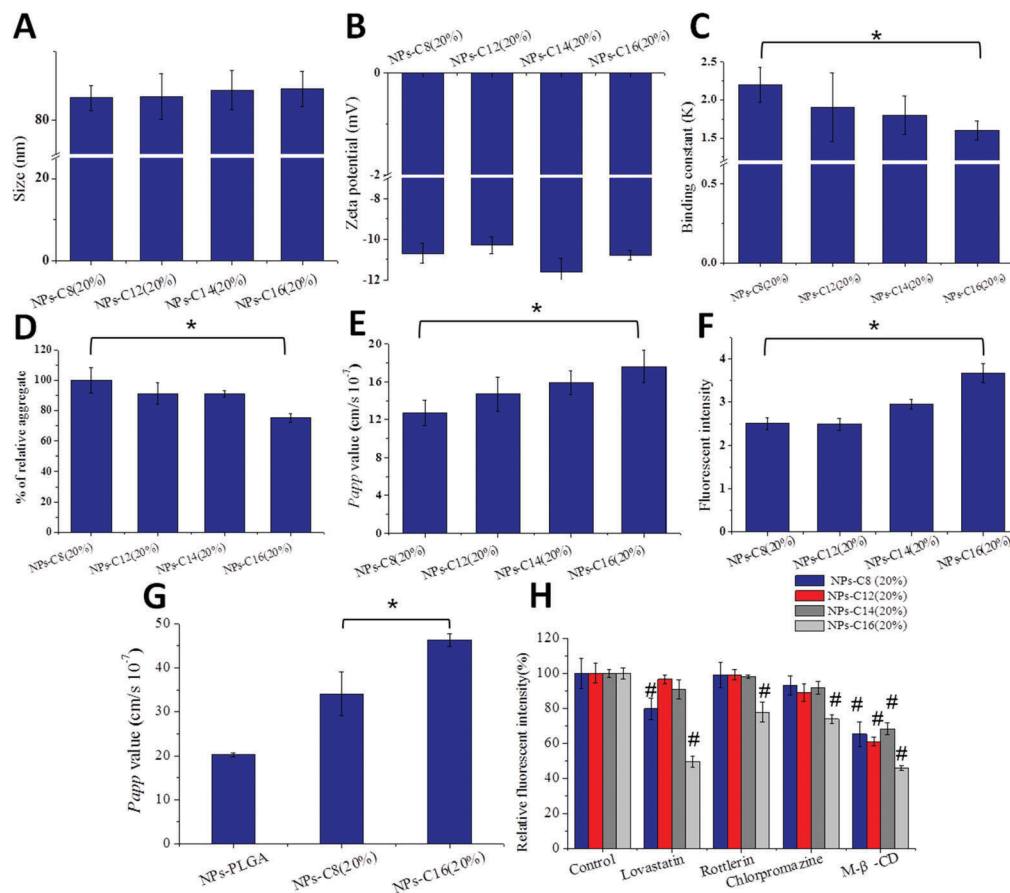 A
Size (nm)
80
20
0
NPs-C8(20%)
NPs-C12(20%)
NPs-C14(20%)
NPs-C16(20%)
B
NPs-C8(20%)
NPs-C12(20%)
NPs-C14(20%)
NPs-C16(20%)
Zeta potential (mV)
0
-2
-10
-12
C
*
Binding constant (K)
2.5
2.0
1.5
0.5
0.0
NPs-C8(20%)
NPs-C12(20%)
NPs-C14(20%)
NPs-C16(20%)
D
*
% of relative aggregate
120
100
80
60
40
20
0
NPs-C8(20%)
NPs-C12(20%)
NPs-C14(20%)
NPs-C16(20%)
E
*
Papp value (cm/s 10⁻⁷)
20
16
12
8
4
0
NPs-C8(20%)
NPs-C12(20%)
NPs-C14(20%)
NPs-C16(20%)
F
*
Fluorescent intensity
4
3
2
1
NPs-C8(20%)
NPs-C12(20%)
NPs-C14(20%)
NPs-C16(20%)
G
*
Papp value (cm/s 10⁻⁷)
50
40
30
20
10
0
NPs-PLGA
NPs-C8(20%)
NPs-C16(20%)
H
NPs-C8 (20%)
NPs-C12(20%)
NPs-C14(20%)
NPs-C16(20%)
Relative fluorescent intensity(%)
120
100
80
60
40
20
0
# # # # # # # #
Control
Lovastatin
Rottlerin
Chlorpromazine
M-β -CD